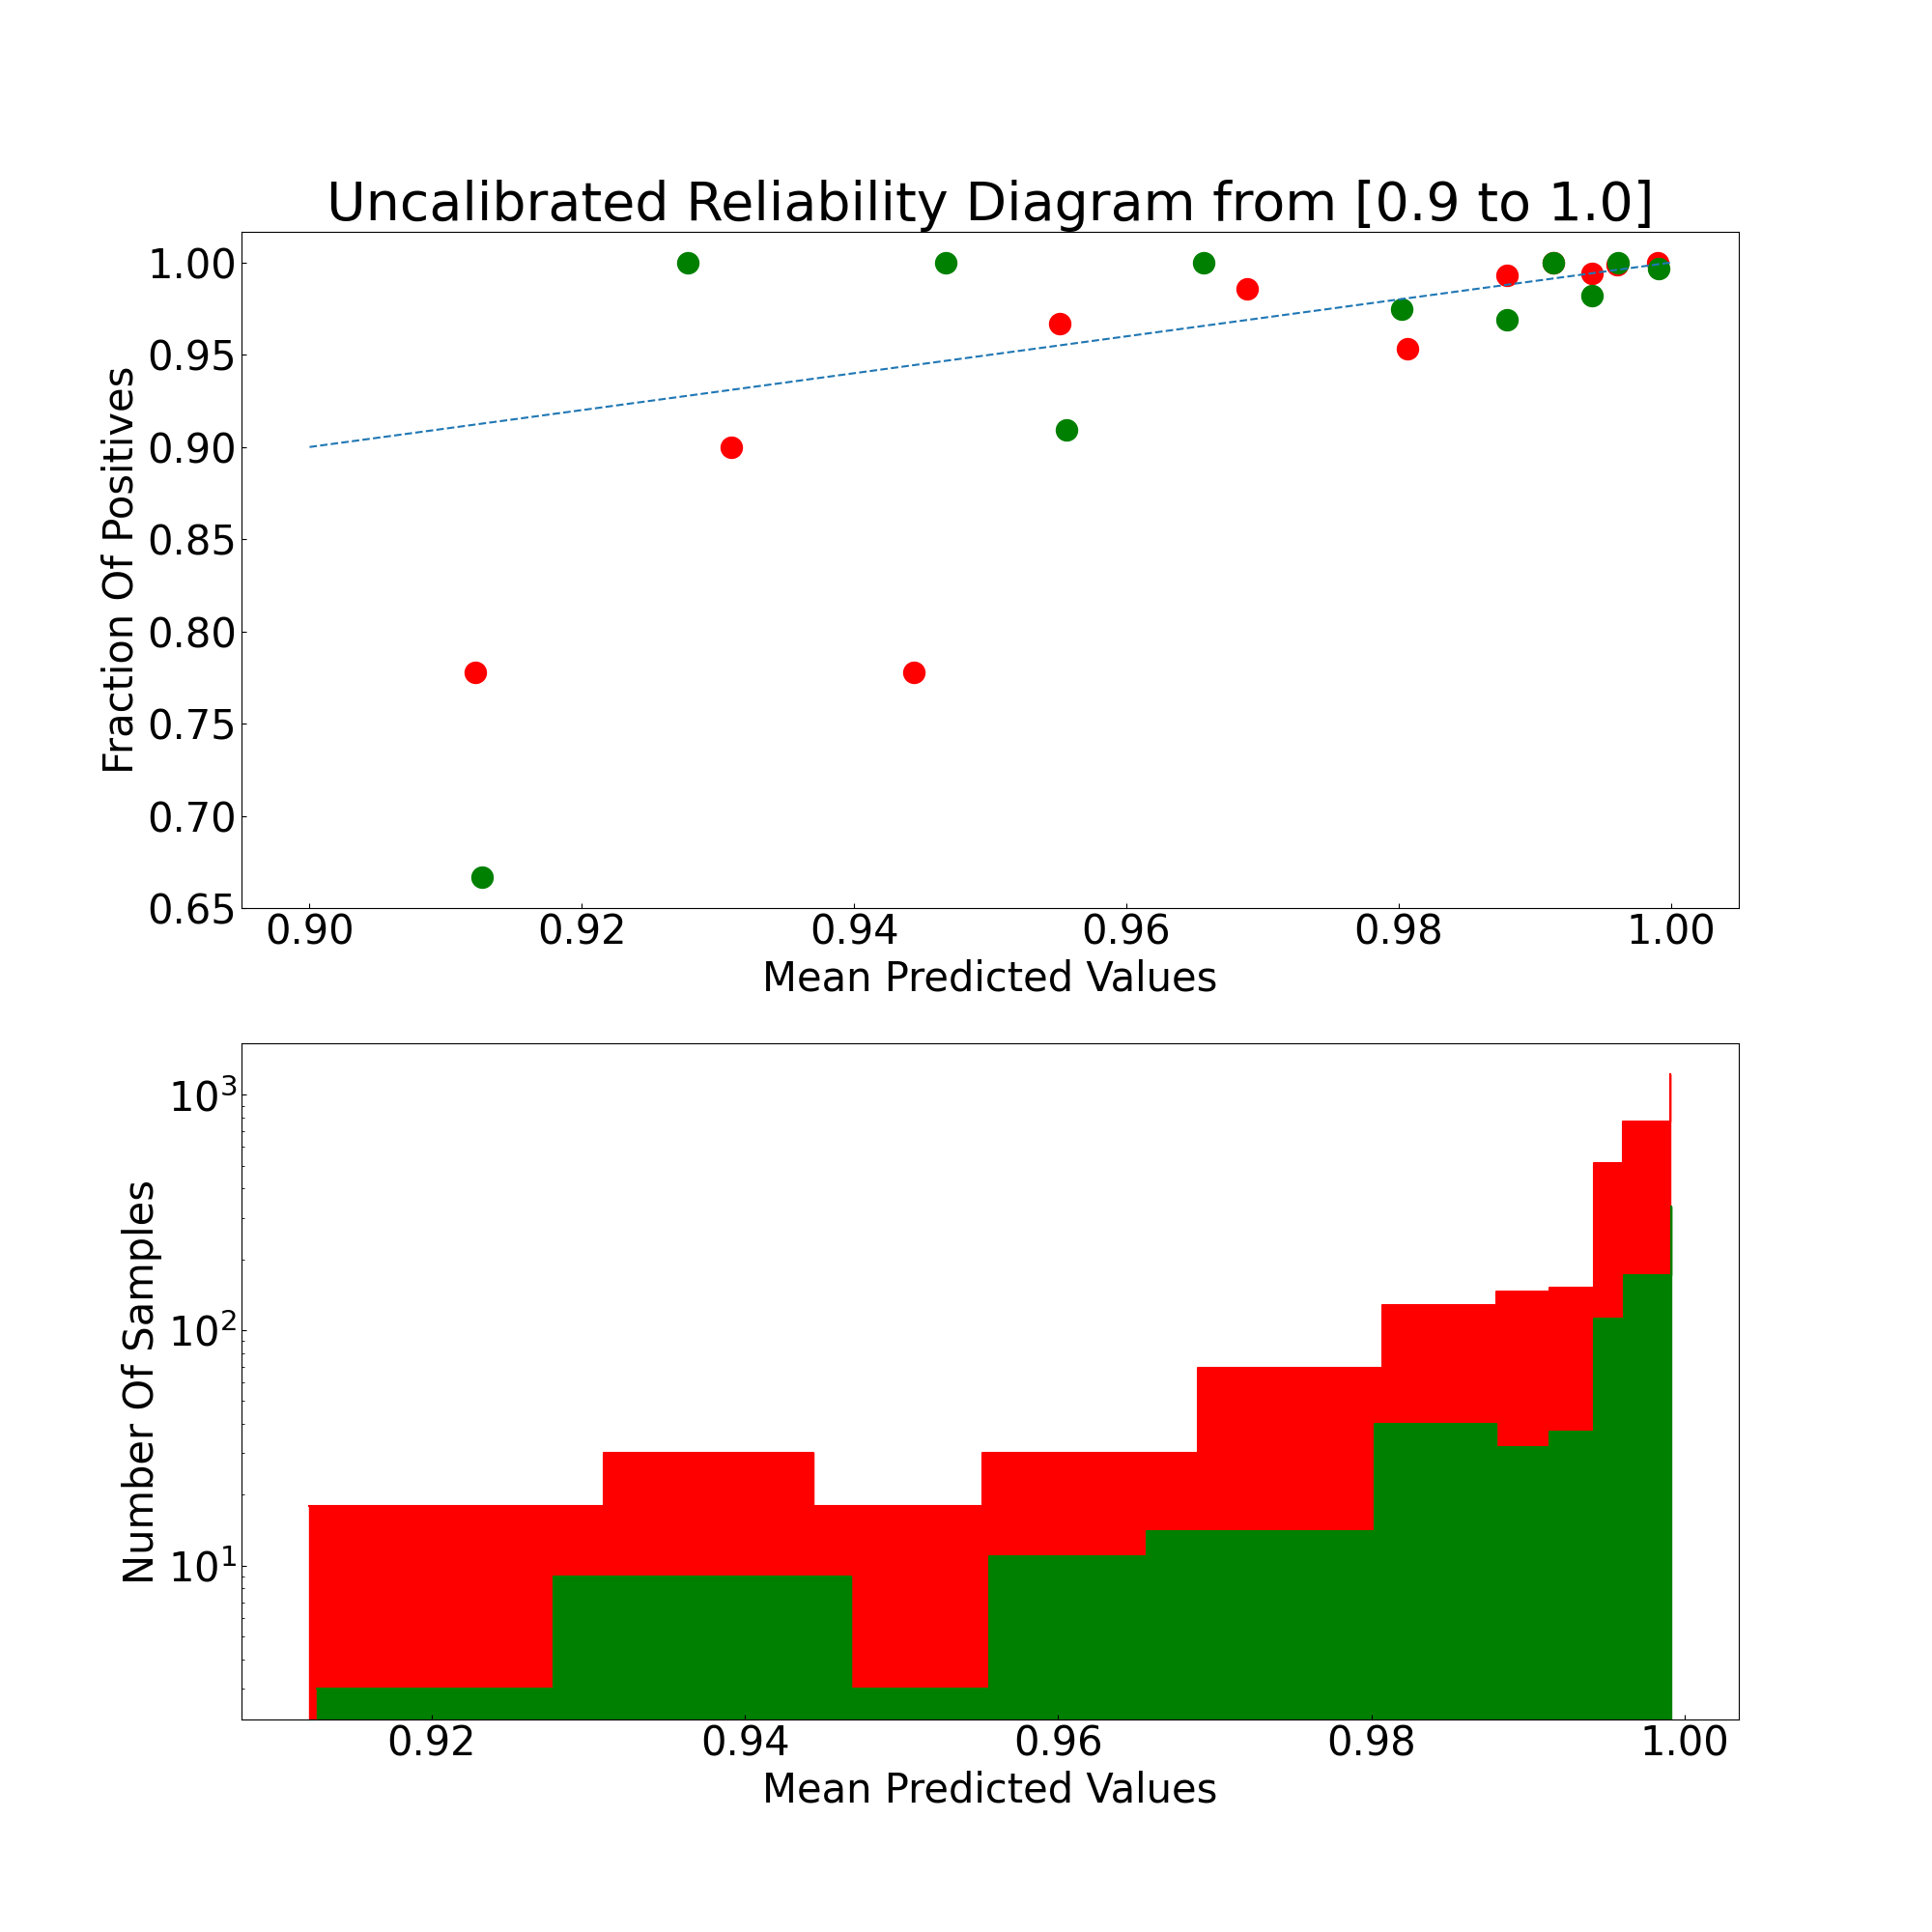 Uncalibrated Reliability Diagram from [0.9 to 1.0]
1.00
0.95
0.90
0.85
0.80
0.75
0.70
0.65
Fraction Of Positives
0.90 0.92 0.94 0.96 0.98 1.00
Mean Predicted Values
10³
10²
10¹
Number Of Samples
0.92 0.94 0.96 0.98 1.00
Mean Predicted Values